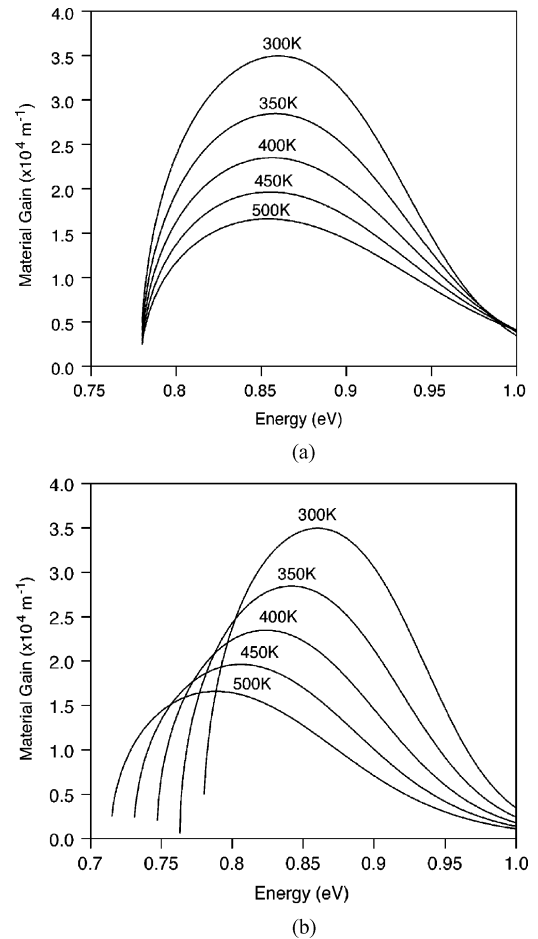 4.0
3.5
3.0
2.5
2.0
1.5
1.0
0.5
0.0
Material Gain (x10⁴ m⁻¹)
300K
350K
400K
450K
500K
0.75 0.8 0.85 0.9 0.95 1.0
Energy (eV)
(a)
4.0
3.5
3.0
2.5
2.0
1.5
1.0
0.5
0.0
Material Gain (x10⁴ m⁻¹)
300K
350K
400K
450K
500K
0.7 0.75 0.8 0.85 0.9 0.95 1.0
Energy (eV)
(b)